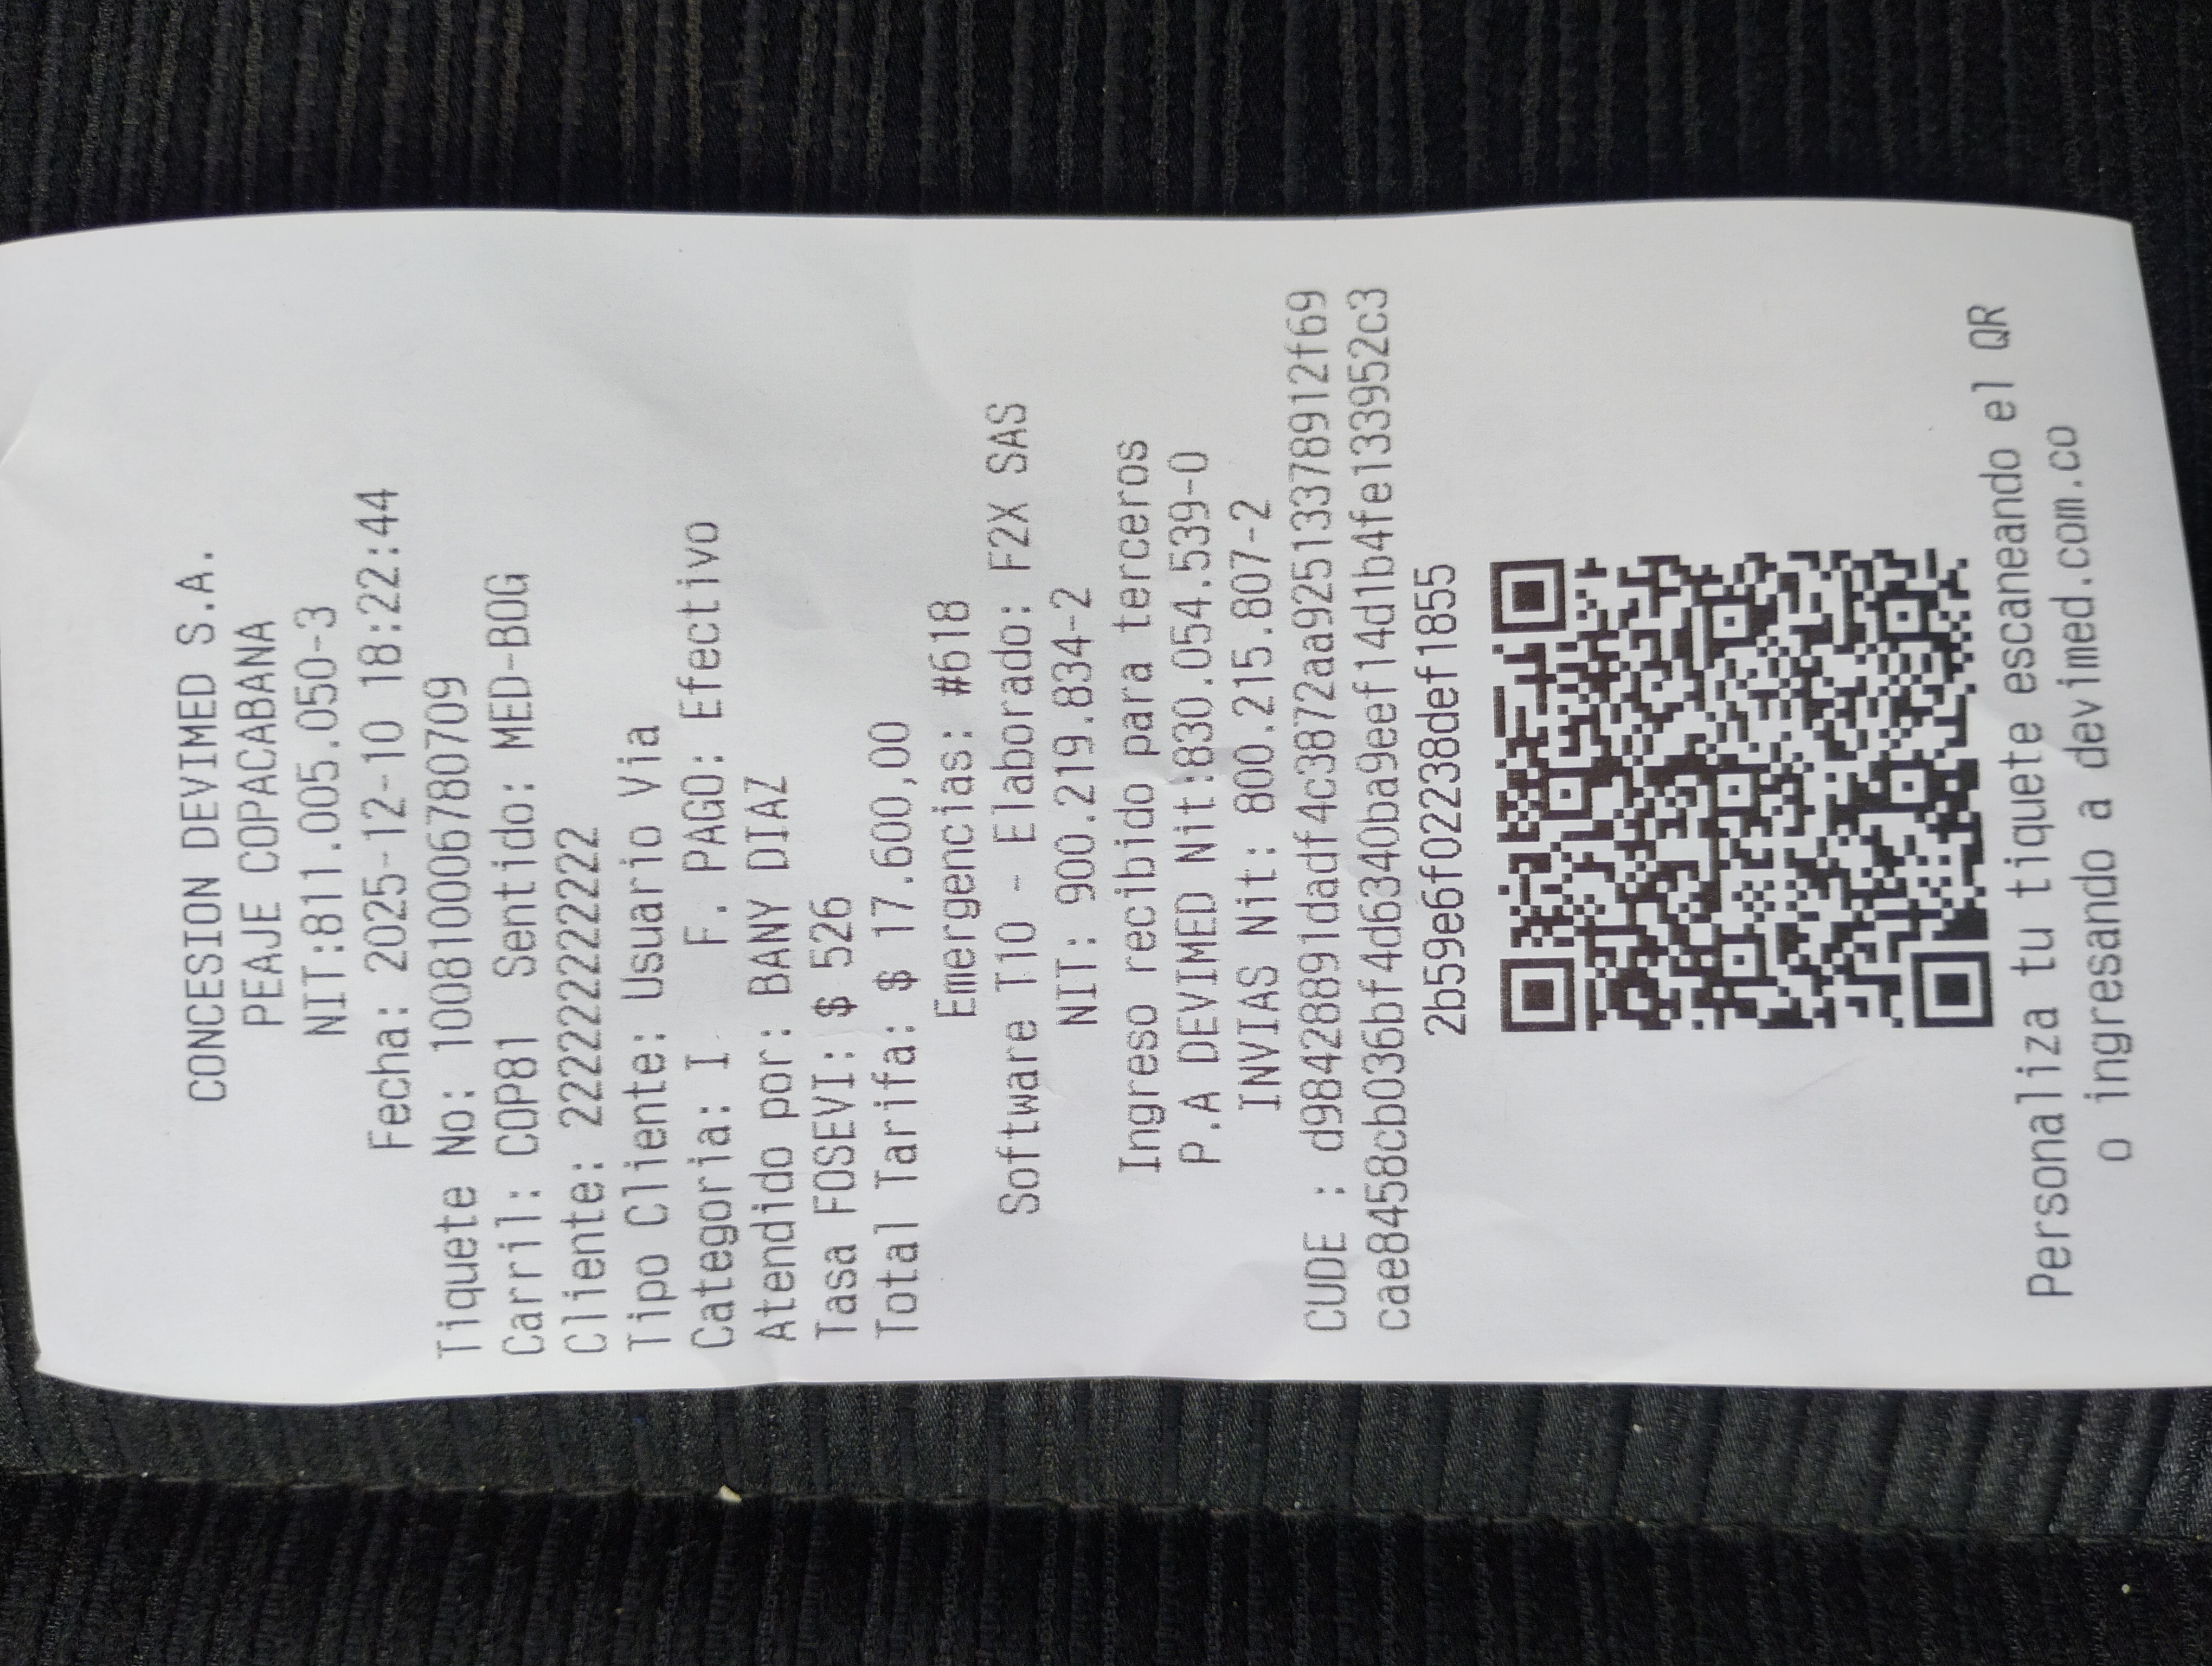 CONCESION DEVIMED S.A.
PEAJE COPACABANA
NIT:811.005.050-3
Fecha: 2025-12-10 18:22:44
Tiquete No: 100810006780709
Carril: COP81 Sentido: MED-BOG
Cliente: 222222222222
Tipo Cliente: Usuario Via
Categoria: I F. PAGO: Efectivo
Atendido por: BANY DIAZ
Tasa FOSEVI: $ 526
Total Tarifa: $ 17.600,00
Emergencias: #618
Software T10 - Elaborado: F2X SAS
NIT: 900.219.834-2
Ingreso recibido para terceros
P.A DEVIMED Nit:830.054.539-0
INVIAS Nit: 800.215.807-2
CUDE : d98428891dadf4c3872aa92513378912f69
cae8458cb036bf4d6340ba9eef14d1b4fe133952c3
2b59e6f02238def1855
Personaliza tu tiquete escaneando el QR
o ingresando a devimed.com.co